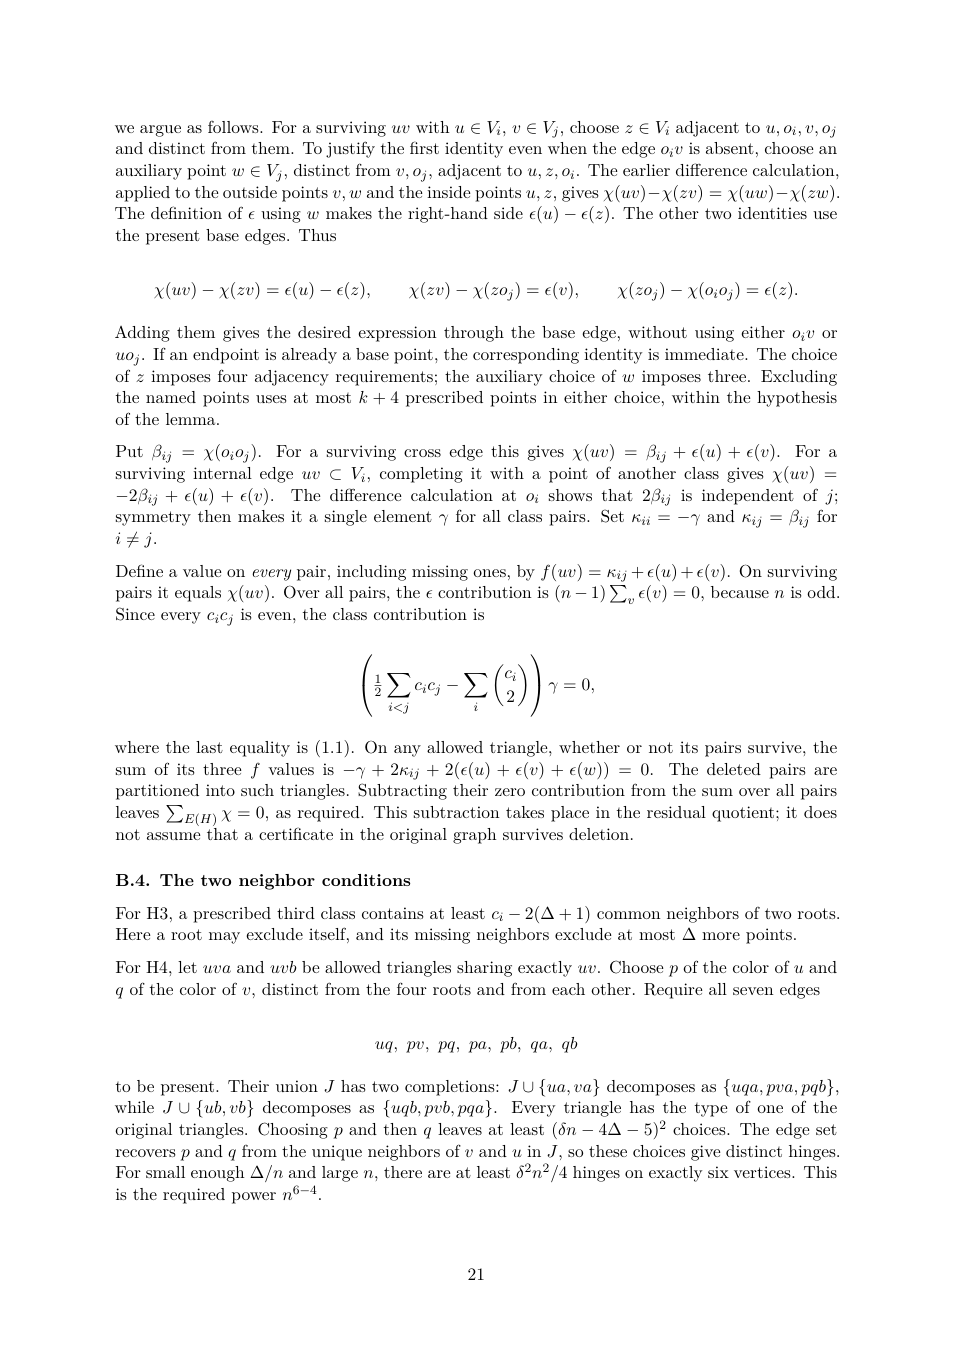 we argue as follows. For a surviving uv with u ∈ V_i, v ∈ V_j, choose z ∈ V_i adjacent to u, o_i, v, o_j
and distinct from them. To justify the first identity even when the edge o_iv is absent, choose an
auxiliary point w ∈ V_j, distinct from v, o_j, adjacent to u, z, o_i. The earlier difference calculation,
applied to the outside points v, w and the inside points u, z, gives χ(uv)−χ(zv) = χ(uw)−χ(zw).
The definition of ϵ using w makes the right-hand side ϵ(u) − ϵ(z). The other two identities use
the present base edges. Thus
χ(uv) − χ(zv) = ϵ(u) − ϵ(z), χ(zv) − χ(zo_j) = ϵ(v), χ(zo_j) − χ(o_io_j) = ϵ(z).
Adding them gives the desired expression through the base edge, without using either o_iv or
uo_j. If an endpoint is already a base point, the corresponding identity is immediate. The choice
of z imposes four adjacency requirements; the auxiliary choice of w imposes three. Excluding
the named points uses at most k + 4 prescribed points in either choice, within the hypothesis
of the lemma.
Put β_{ij} = χ(o_io_j). For a surviving cross edge this gives χ(uv) = β_{ij} + ϵ(u) + ϵ(v). For a
surviving internal edge uv ⊂ V_i, completing it with a point of another class gives χ(uv) =
−2β_{ij} + ϵ(u) + ϵ(v). The difference calculation at o_i shows that 2β_{ij} is independent of j;
symmetry then makes it a single element γ for all class pairs. Set κ_{ii} = −γ and κ_{ij} = β_{ij} for
i ≠ j.
Define a value on every pair, including missing ones, by f(uv) = κ_{ij} + ϵ(u) + ϵ(v). On surviving
pairs it equals χ(uv). Over all pairs, the ϵ contribution is (n − 1) ∑_v ϵ(v) = 0, because n is odd.
Since every c_ic_j is even, the class contribution is
(½ ∑_{i<j} c_ic_j − ∑_i \binom{c_i}{2}) γ = 0,
where the last equality is (1.1). On any allowed triangle, whether or not its pairs survive, the
sum of its three f values is −γ + 2κ_{ij} + 2(ϵ(u) + ϵ(v) + ϵ(w)) = 0. The deleted pairs are
partitioned into such triangles. Subtracting their zero contribution from the sum over all pairs
leaves ∑_{E(H)} χ = 0, as required. This subtraction takes place in the residual quotient; it does
not assume that a certificate in the original graph survives deletion.
B.4. The two neighbor conditions
For H3, a prescribed third class contains at least c_i − 2(Δ + 1) common neighbors of two roots.
Here a root may exclude itself, and its missing neighbors exclude at most Δ more points.
For H4, let uva and uvb be allowed triangles sharing exactly uv. Choose p of the color of u and
q of the color of v, distinct from the four roots and from each other. Require all seven edges
uq, pv, pq, pa, pb, qa, qb
to be present. Their union J has two completions: J ∪ {ua, va} decomposes as {uqa, pva, pqb},
while J ∪ {ub, vb} decomposes as {uqb, pvb, pqa}. Every triangle has the type of one of the
original triangles. Choosing p and then q leaves at least (δn − 4Δ − 5)² choices. The edge set
recovers p and q from the unique neighbors of v and u in J, so these choices give distinct hinges.
For small enough Δ/n and large n, there are at least δ²n²/4 hinges on exactly six vertices. This
is the required power n^{6−4}.
21